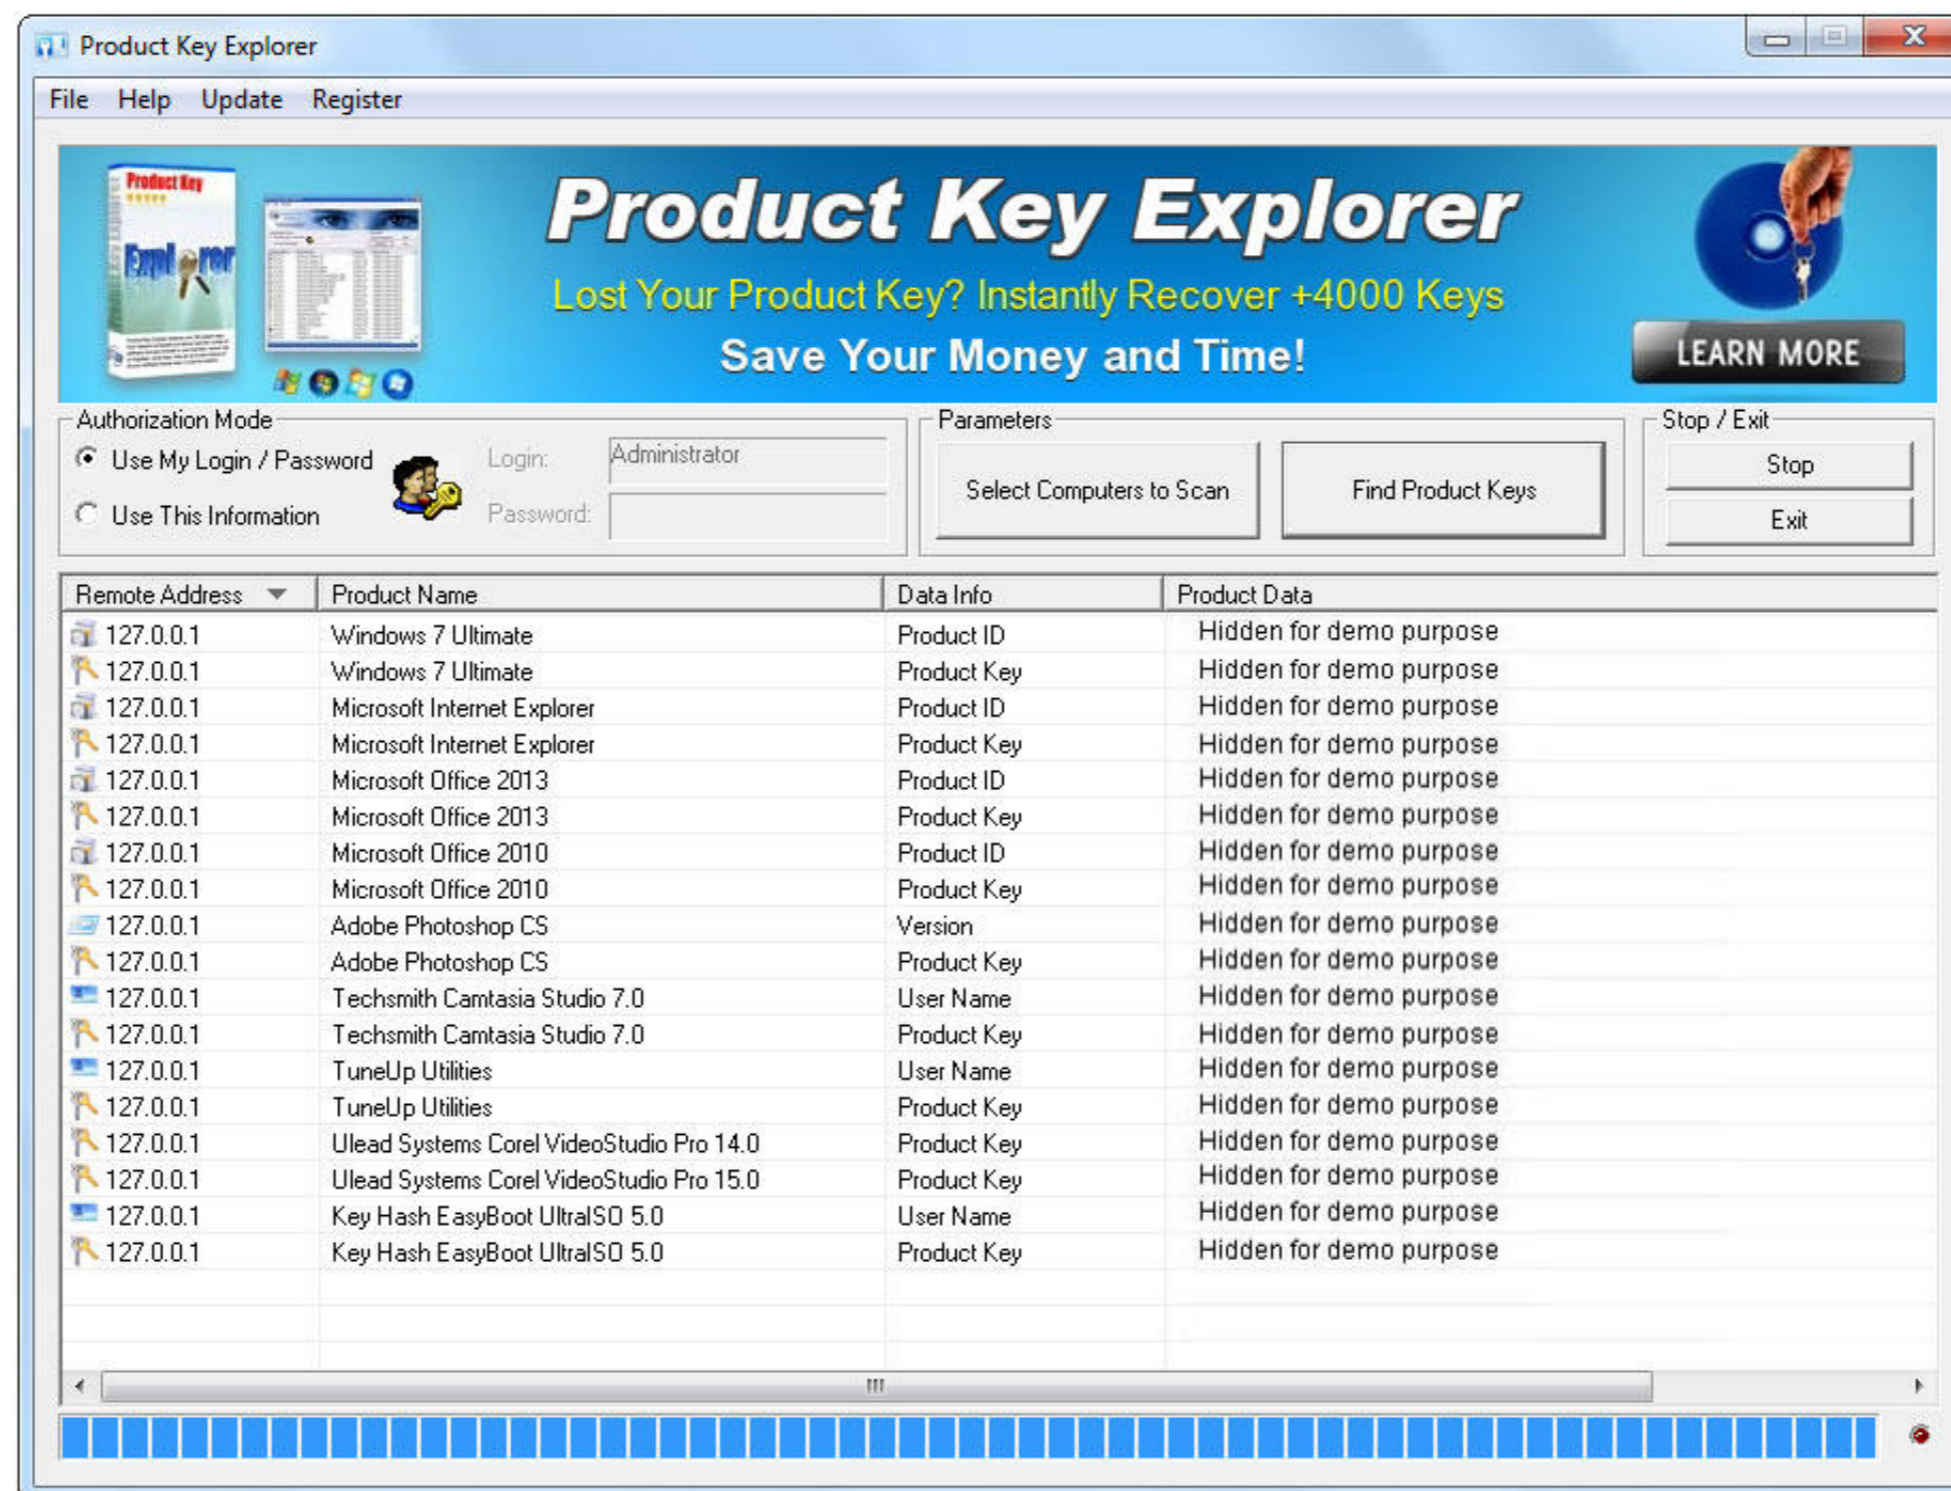 Product Key Explorer
File Help Update Register
Product Key
Explorer
Product Key Explorer
Lost Your Product Key? Instantly Recover +4000 Keys
Save Your Money and Time!
LEARN MORE
Authorization Mode
Use My Login / Password
Use This Information
Login: Administrator
Password:
Parameters
Select Computers to Scan
Find Product Keys
Stop / Exit
Stop
Exit
Remote Address Product Name Data Info Product Data
127.0.0.1 Windows 7 Ultimate Product ID Hidden for demo purpose
127.0.0.1 Windows 7 Ultimate Product Key Hidden for demo purpose
127.0.0.1 Microsoft Internet Explorer Product ID Hidden for demo purpose
127.0.0.1 Microsoft Internet Explorer Product Key Hidden for demo purpose
127.0.0.1 Microsoft Office 2013 Product ID Hidden for demo purpose
127.0.0.1 Microsoft Office 2013 Product Key Hidden for demo purpose
127.0.0.1 Microsoft Office 2010 Product ID Hidden for demo purpose
127.0.0.1 Microsoft Office 2010 Product Key Hidden for demo purpose
127.0.0.1 Adobe Photoshop CS Version Hidden for demo purpose
127.0.0.1 Adobe Photoshop CS Product Key Hidden for demo purpose
127.0.0.1 Techsmith Camtasia Studio 7.0 User Name Hidden for demo purpose
127.0.0.1 Techsmith Camtasia Studio 7.0 Product Key Hidden for demo purpose
127.0.0.1 TuneUp Utilities User Name Hidden for demo purpose
127.0.0.1 TuneUp Utilities Product Key Hidden for demo purpose
127.0.0.1 Ulead Systems Corel VideoStudio Pro 14.0 Product Key Hidden for demo purpose
127.0.0.1 Ulead Systems Corel VideoStudio Pro 15.0 Product Key Hidden for demo purpose
127.0.0.1 Key Hash EasyBoot UltraISO 5.0 User Name Hidden for demo purpose
127.0.0.1 Key Hash EasyBoot UltraISO 5.0 Product Key Hidden for demo purpose